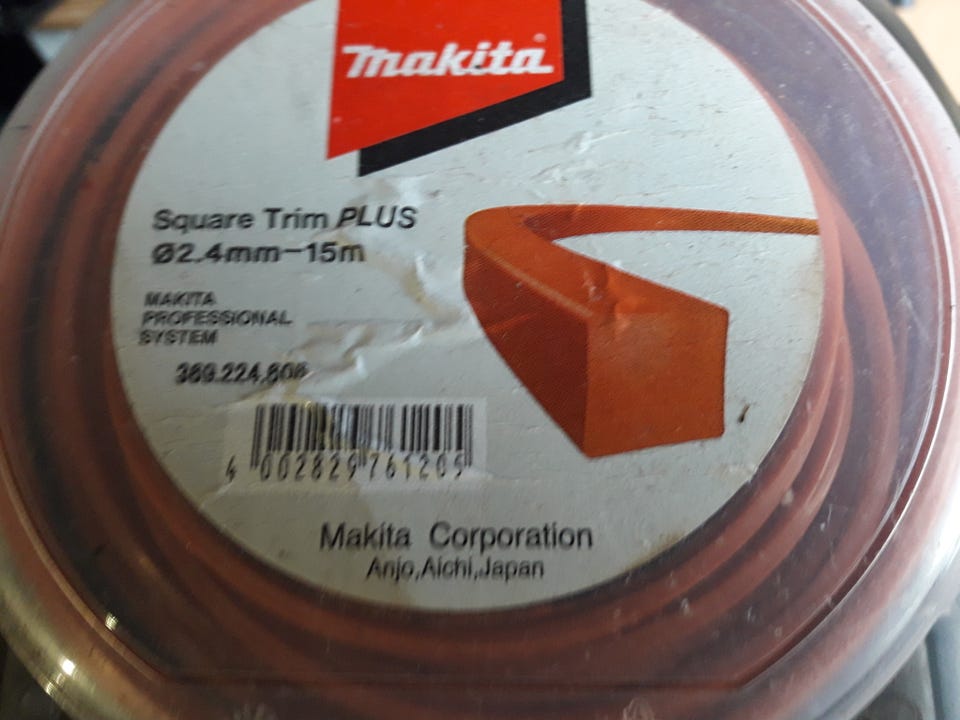 makita
Square Trim PLUS
Ø2.4mm-15m
MAKITA
PROFESSIONAL
SYSTEM
369.224.606
4 002829 761209
Makita Corporation
Anjo,Aichi,Japan